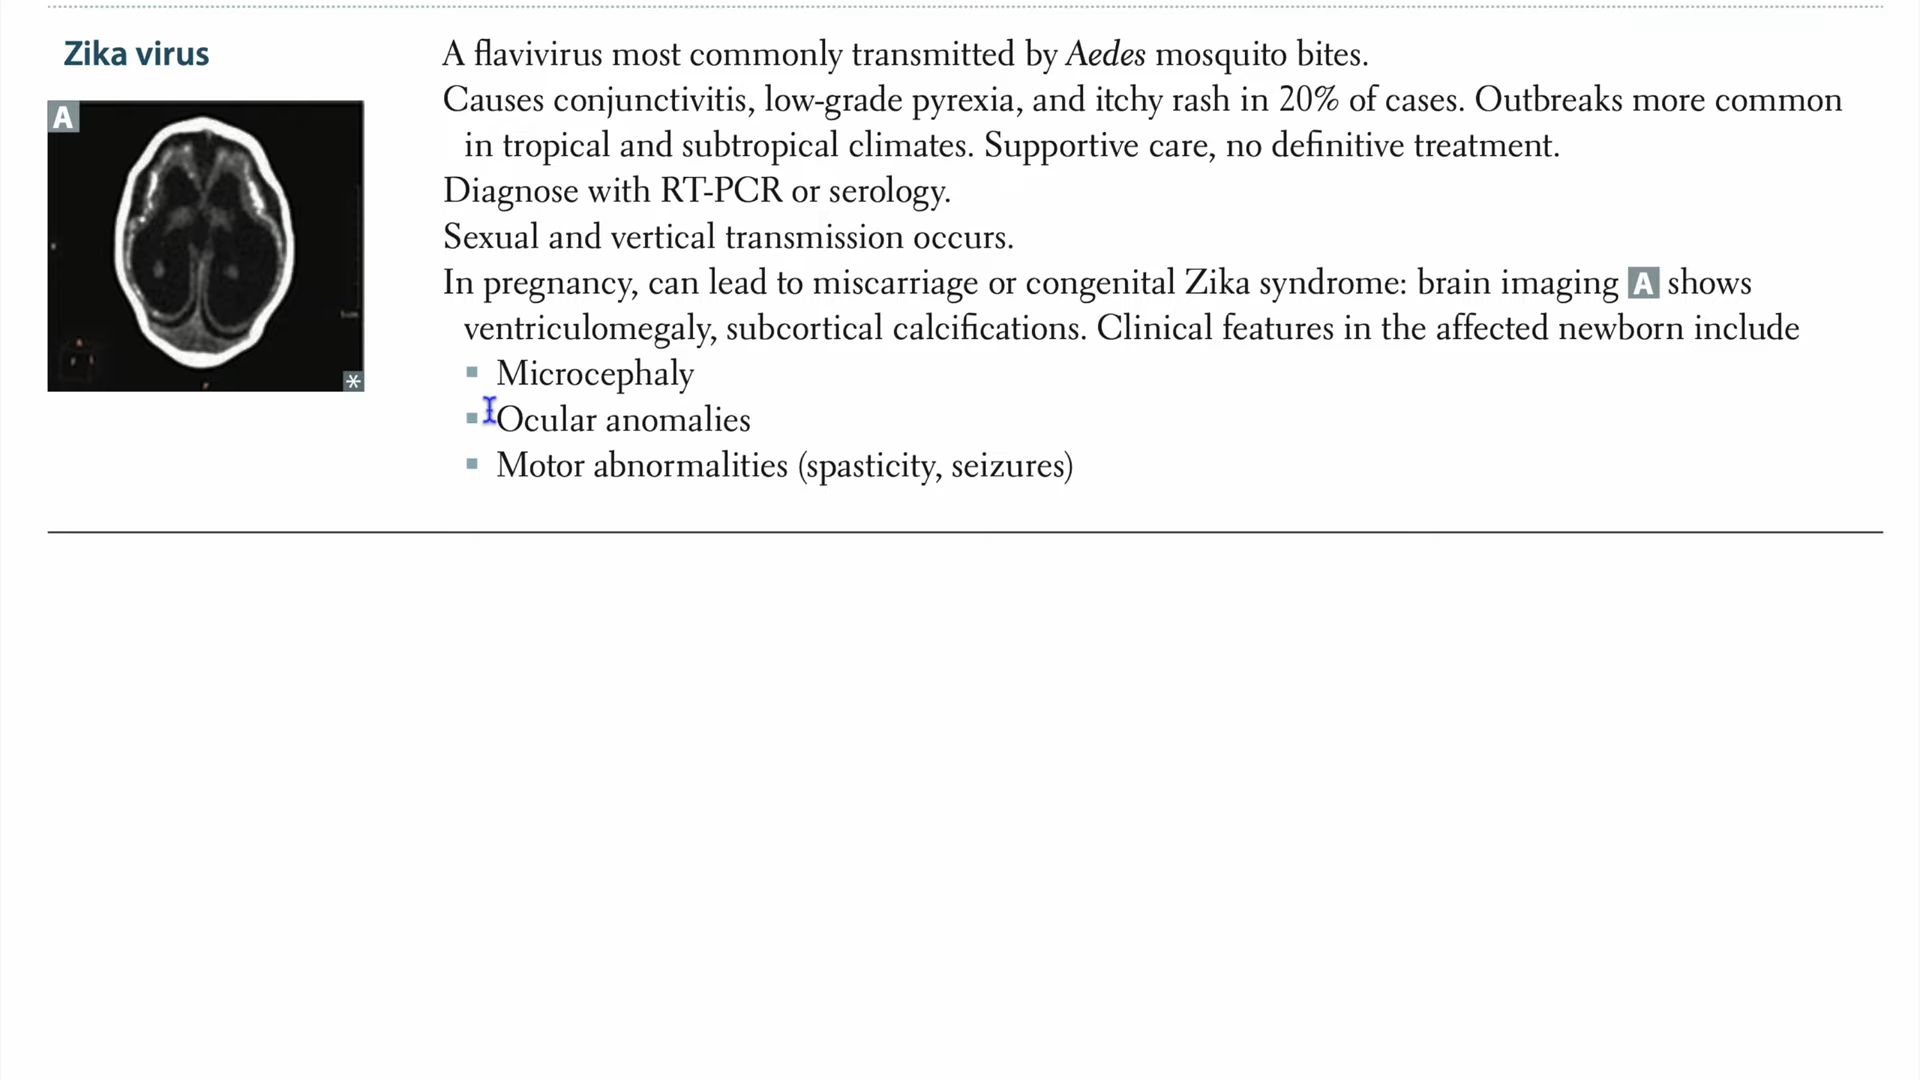 Zika virus
A
*
A flavivirus most commonly transmitted by Aedes mosquito bites.
Causes conjunctivitis, low-grade pyrexia, and itchy rash in 20% of cases. Outbreaks more common
in tropical and subtropical climates. Supportive care, no definitive treatment.
Diagnose with RT-PCR or serology.
Sexual and vertical transmission occurs.
In pregnancy, can lead to miscarriage or congenital Zika syndrome: brain imaging A shows
ventriculomegaly, subcortical calcifications. Clinical features in the affected newborn include
▪ Microcephaly
▪ Ocular anomalies
▪ Motor abnormalities (spasticity, seizures)